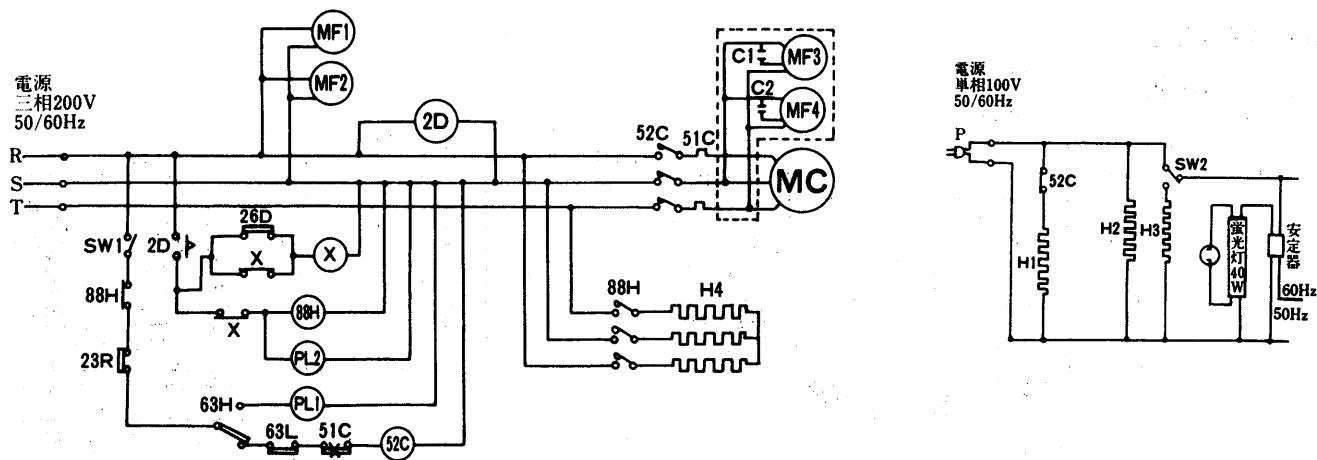 電源
三相200V
50/60Hz
MF1
MF2
2D
R
S
T
52C
51C
C1
MF3
C2
MF4
MC
SW1
2D
26D
X
X
88H
X
88H
PL2
23R
63H
PL1
63L
51C
52C
88H
H4
電源
単相100V
50/60Hz
P
52C
SW2
H1
H2
H3
蛍光灯40W
安定器
60Hz
50Hz